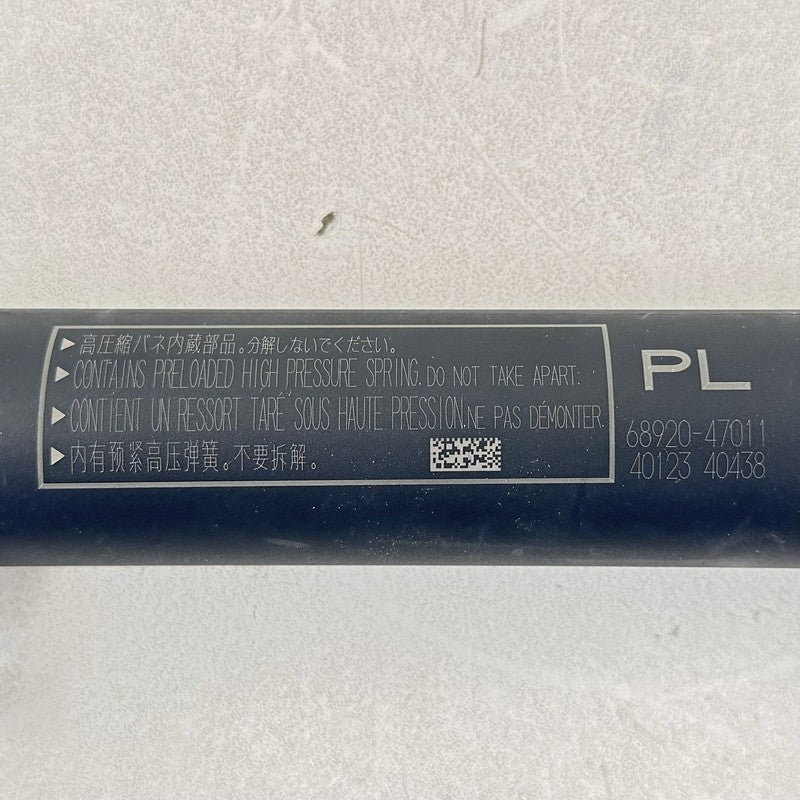 ▶高圧縮バネ内蔵部品。分解しないでください。
▶CONTAINS PRELOADED HIGH PRESSURE SPRING. DO NOT TAKE APART:
▶CONTIENT UN RESSORT TARÉ SOUS HAUTE PRESSION. NE PAS DÉMONTER.
▶内有预紧高压弹簧。不要拆解。
PL
68920-47011
40123 40438